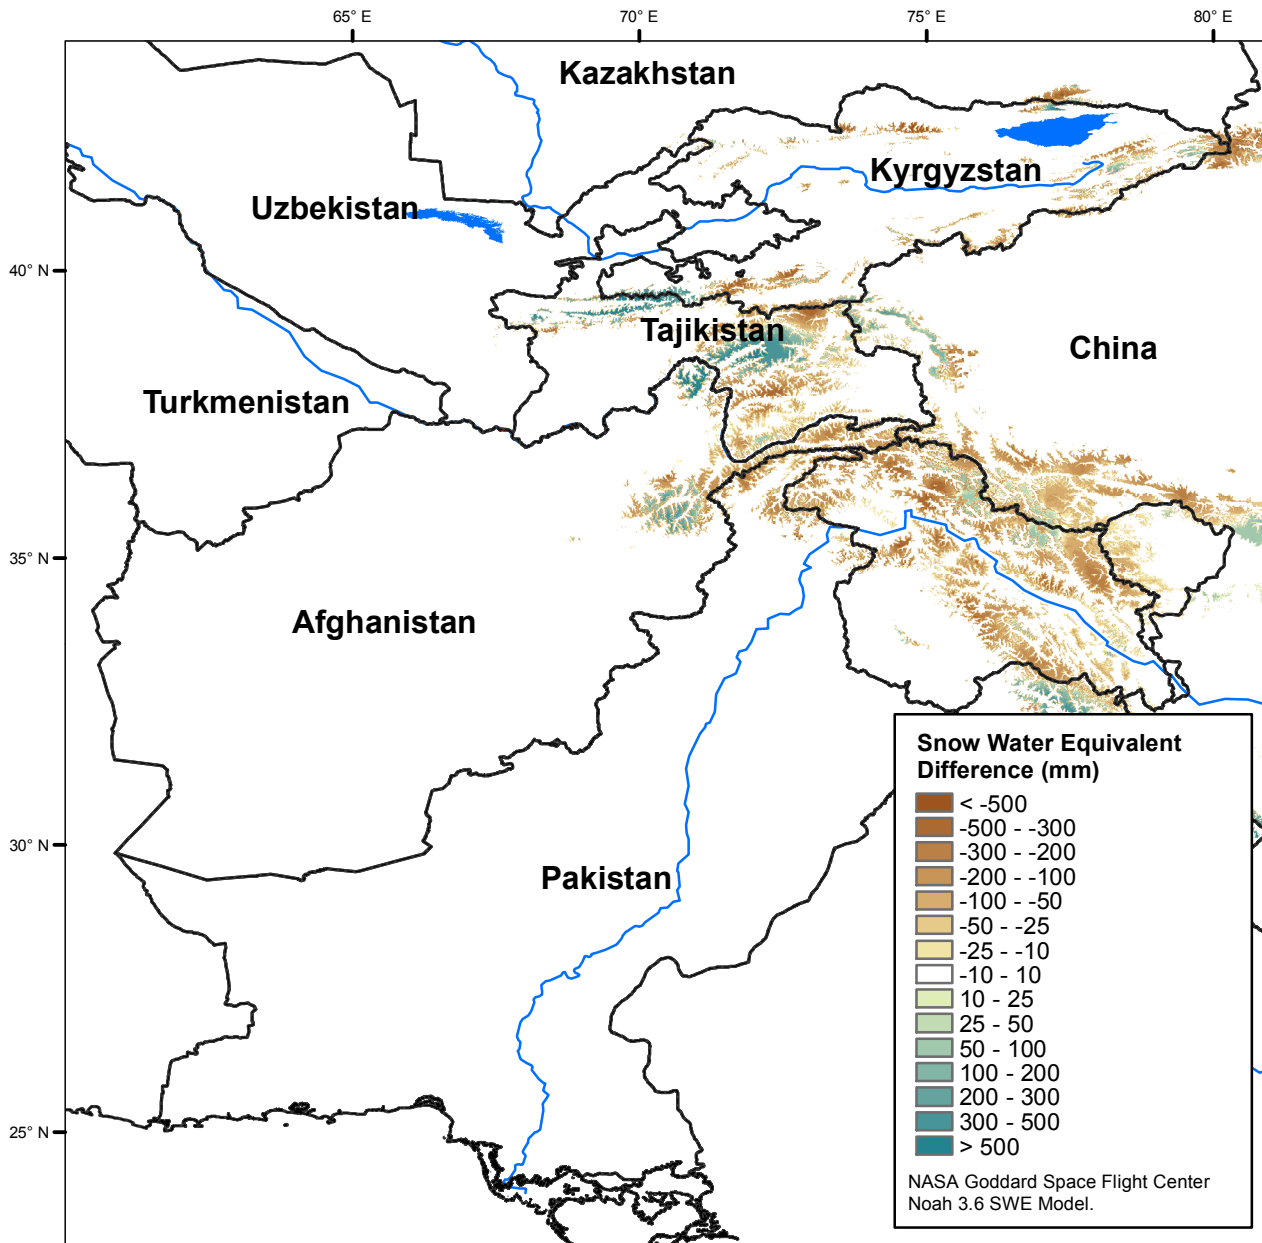 65° E
70° E
75° E
80° E
Kazakhstan
Kyrgyzstan
Uzbekistan
40° N
Tajikistan
China
Turkmenistan
35° N
Afghanistan
30° N
Pakistan
25° N
Snow Water Equivalent
Difference (mm)
< -500
-500 - -300
-300 - -200
-200 - -100
-100 - -50
-50 - -25
-25 - -10
-10 - 10
10 - 25
25 - 50
50 - 100
100 - 200
200 - 300
300 - 500
> 500
NASA Goddard Space Flight Center
Noah 3.6 SWE Model.